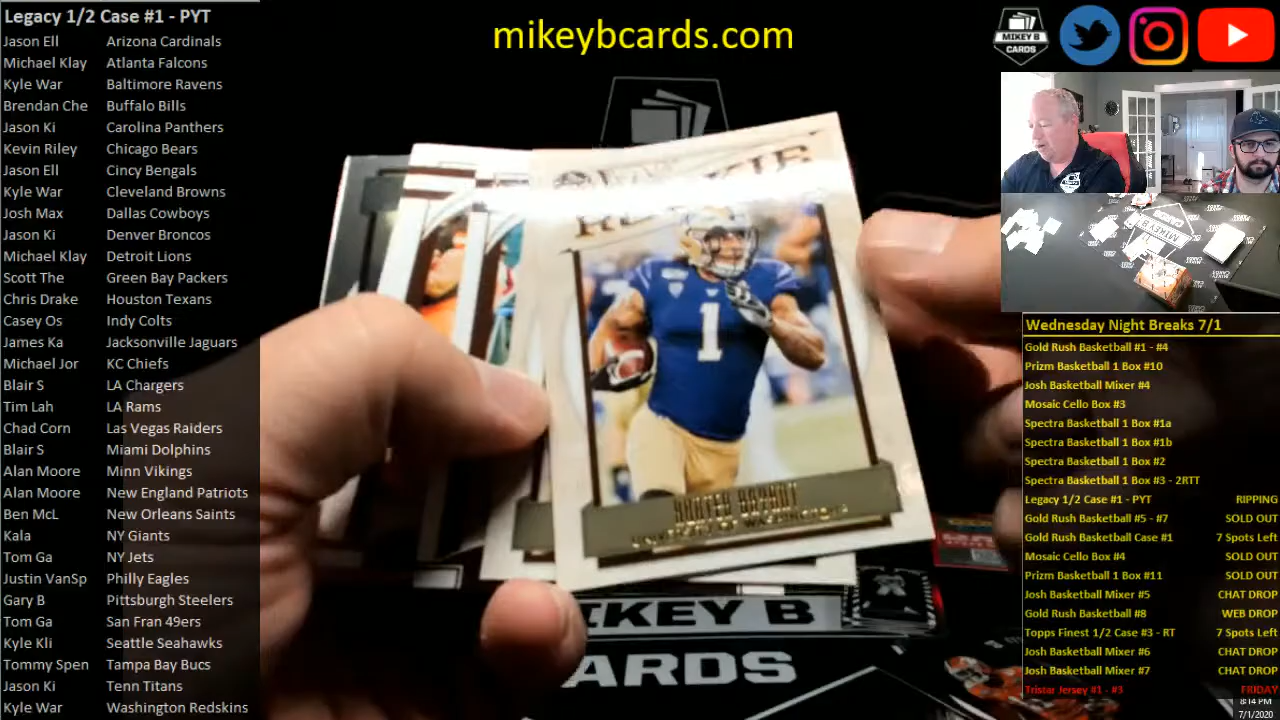 Legacy 1/2 Case #1 - PYT
Jason Ell Arizona Cardinals
Michael Klay Atlanta Falcons
Kyle War Baltimore Ravens
Brendan Che Buffalo Bills
Jason Ki Carolina Panthers
Kevin Riley Chicago Bears
Jason Ell Cincy Bengals
Kyle War Cleveland Browns
Josh Max Dallas Cowboys
Jason Ki Denver Broncos
Michael Klay Detroit Lions
Scott The Green Bay Packers
Chris Drake Houston Texans
Casey Os Indy Colts
James Ka Jacksonville Jaguars
Michael Jor KC Chiefs
Blair S LA Chargers
Tim Lah LA Rams
Chad Corn Las Vegas Raiders
Blair S Miami Dolphins
Alan Moore Minn Vikings
Alan Moore New England Patriots
Ben McL New Orleans Saints
Kala NY Giants
Tom Ga NY Jets
Justin VanSp Philly Eagles
Gary B Pittsburgh Steelers
Tom Ga San Fran 49ers
Kyle Kli Seattle Seahawks
Tommy Spen Tampa Bay Bucs
Jason Ki Tenn Titans
Kyle War Washington Redskins
mikeybcards.com
1
HUNTER BRYANT
UNIVERSITY OF WASHINGTON
MIKEY B
CARDS
MIKEY B
CARDS
Wednesday Night Breaks 7/1
Gold Rush Basketball #1 - #4
Prizm Basketball 1 Box #10
Josh Basketball Mixer #4
Mosaic Cello Box #3
Spectra Basketball 1 Box #1a
Spectra Basketball 1 Box #1b
Spectra Basketball 1 Box #2
Spectra Basketball 1 Box #3 - 2RTT
Legacy 1/2 Case #1 - PYT RIPPING
Gold Rush Basketball #5 - #7 SOLD OUT
Gold Rush Basketball Case #1 7 Spots Left
Mosaic Cello Box #4 SOLD OUT
Prizm Basketball 1 Box #11 SOLD OUT
Josh Basketball Mixer #5 CHAT DROP
Gold Rush Basketball #8 WEB DROP
Topps Finest 1/2 Case #3 - RT 7 Spots Left
Josh Basketball Mixer #6 CHAT DROP
Josh Basketball Mixer #7 CHAT DROP
Tristar Jersey #1 - #3 FRIDAY
8:14 PM
7/1/2020